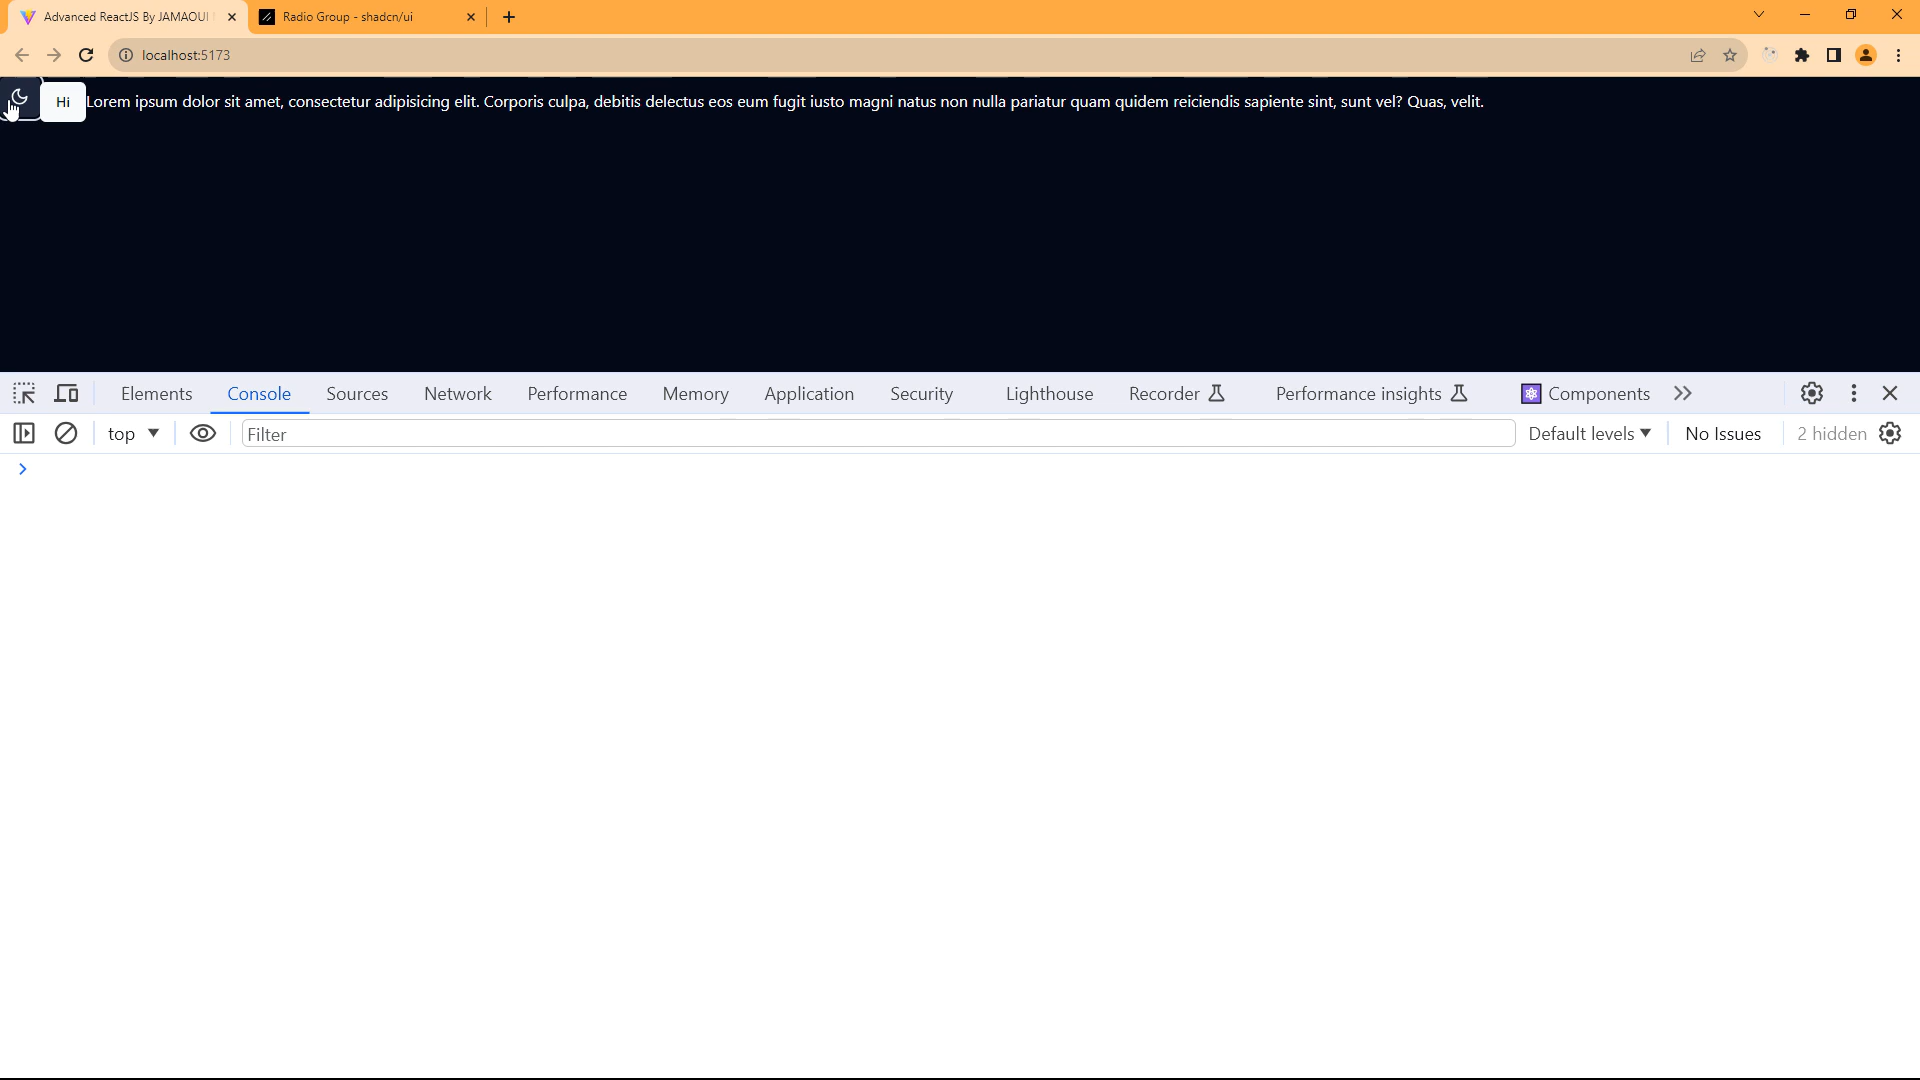 Advanced ReactJS By JAMAOUI
Radio Group - shadcn/ui
localhost:5173
Hi
Lorem ipsum dolor sit amet, consectetur adipisicing elit. Corporis culpa, debitis delectus eos eum fugit iusto magni natus non nulla pariatur quam quidem reiciendis sapiente sint, sunt vel? Quas, velit.
Elements Console Sources Network Performance Memory Application Security Lighthouse Recorder Performance insights Components
top Filter Default levels No Issues 2 hidden